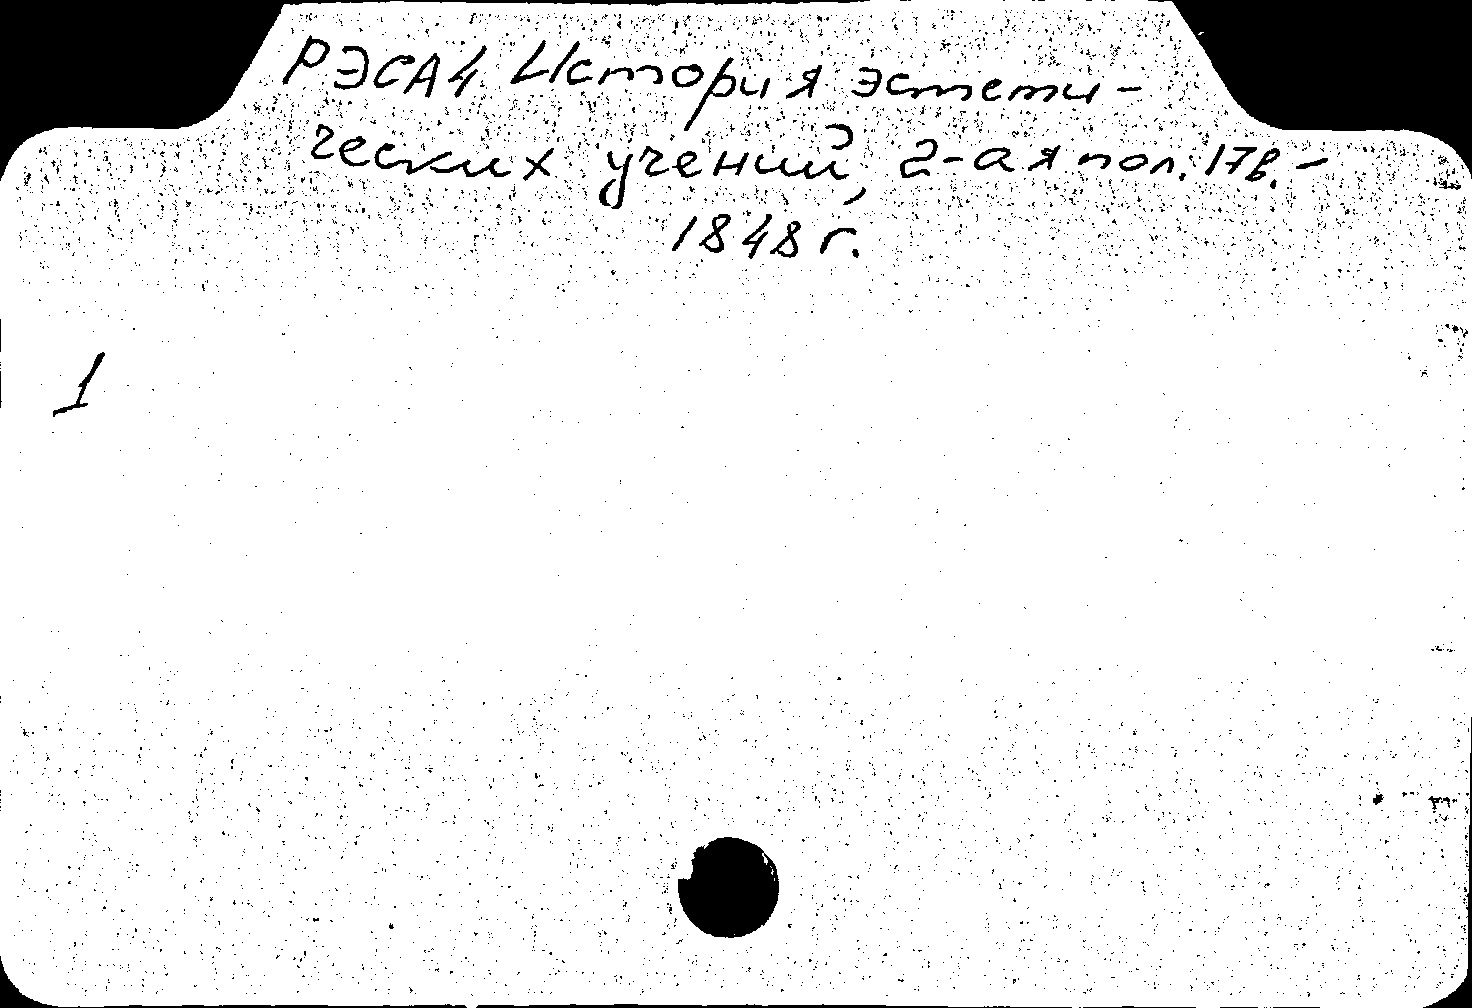 РЭСА4 История эстети-
ческих учений, 2-ая пол. 17в. -
1848 г.
1